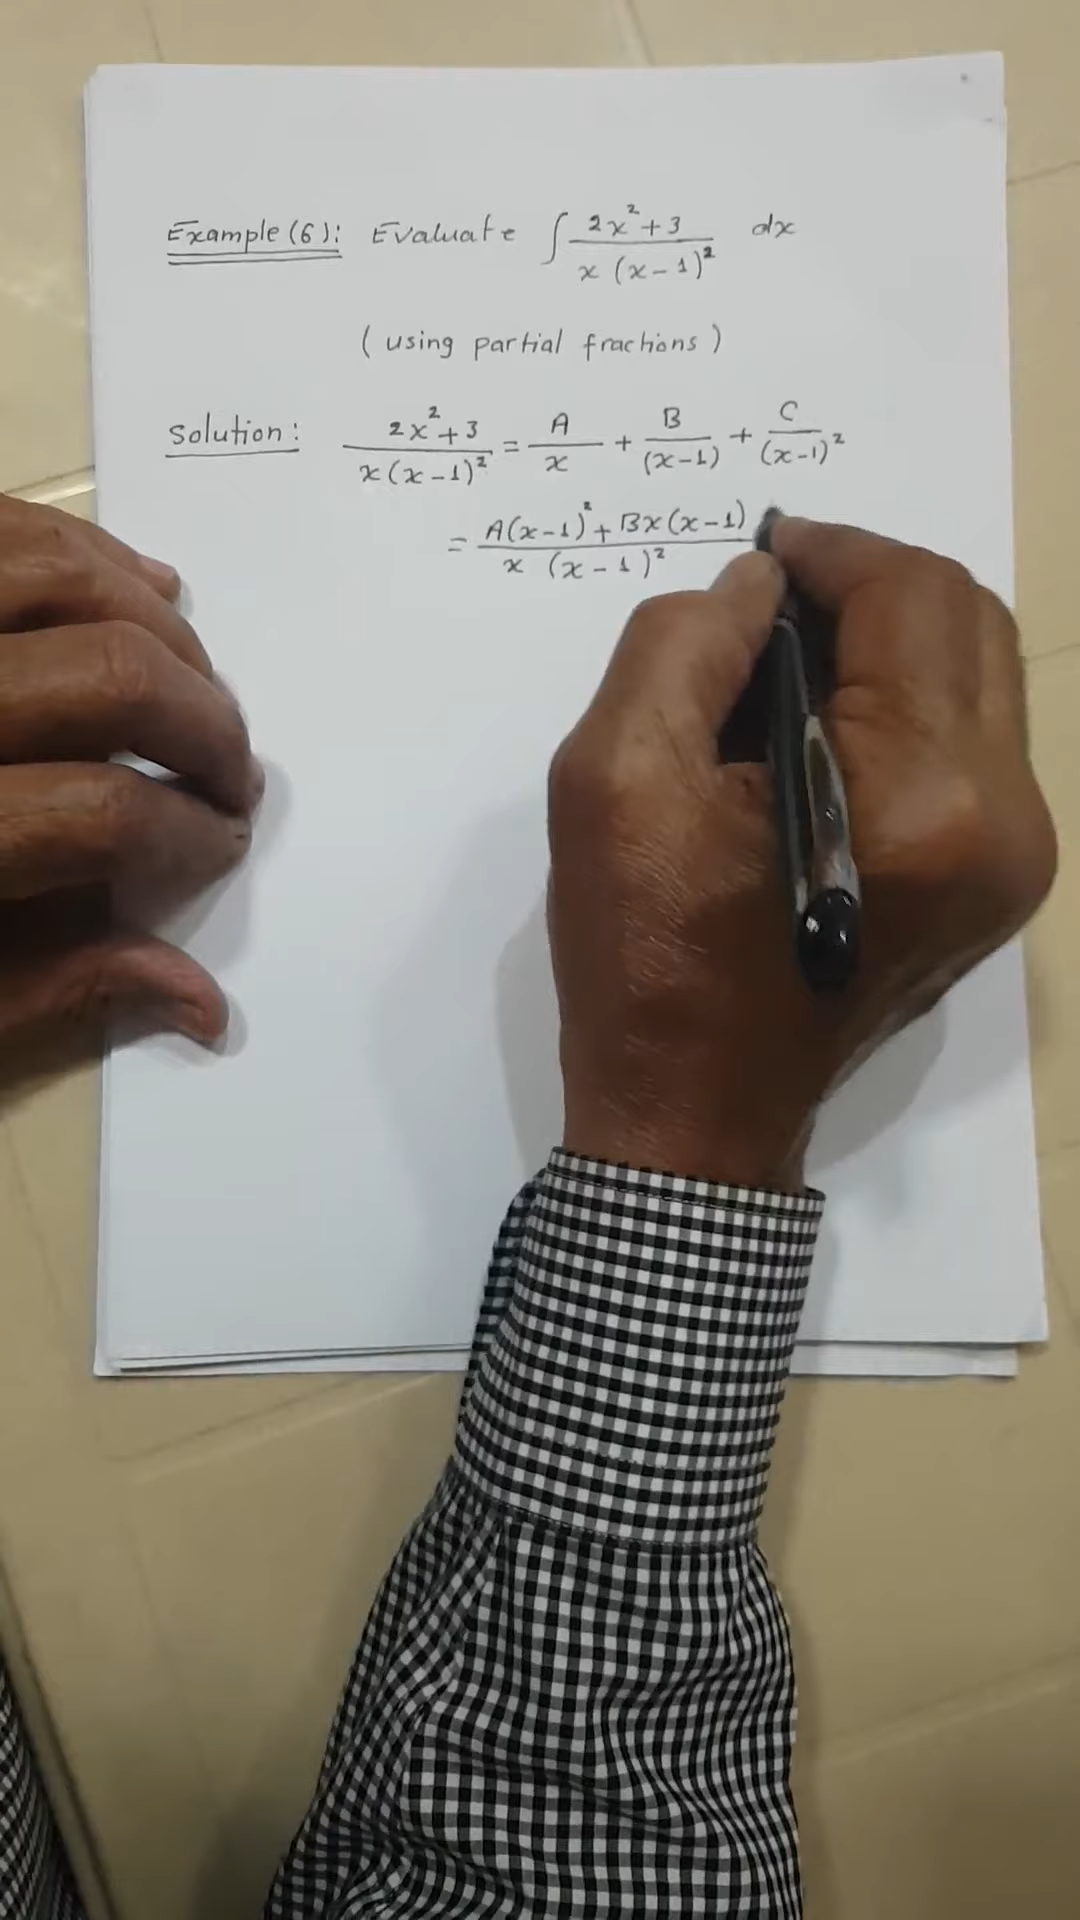 Example (6): Evaluate ∫ (2x² + 3) / (x (x − 1)²) dx
(using partial fractions)
Solution: (2x² + 3) / (x (x − 1)²) = A / x + B / (x − 1) + C / (x − 1)²
= (A(x − 1)² + Bx(x − 1)) / (x (x − 1)²)